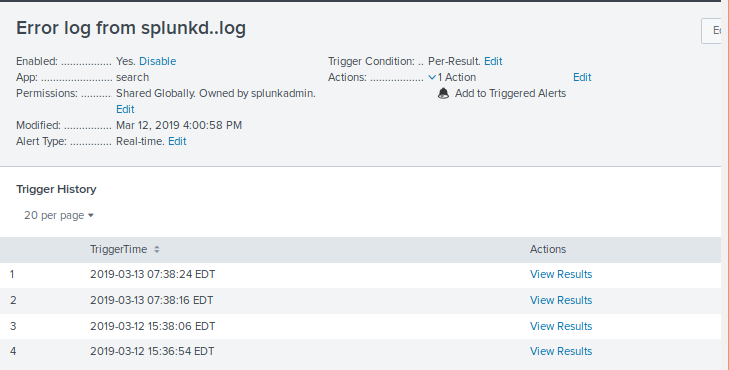 Error log from splunkd..log
Enabled: ................. Yes. Disable
App: ......................... search
Permissions: ........... Shared Globally. Owned by splunkadmin.
Edit
Modified: ................ Mar 12, 2019 4:00:58 PM
Alert Type: .............. Real-time. Edit
Trigger Condition: .. Per-Result. Edit
Actions: ................... 1 Action Edit
Add to Triggered Alerts
Trigger History
20 per page
TriggerTime Actions
1 2019-03-13 07:38:24 EDT View Results
2 2019-03-13 07:38:16 EDT View Results
3 2019-03-12 15:38:06 EDT View Results
4 2019-03-12 15:36:54 EDT View Results